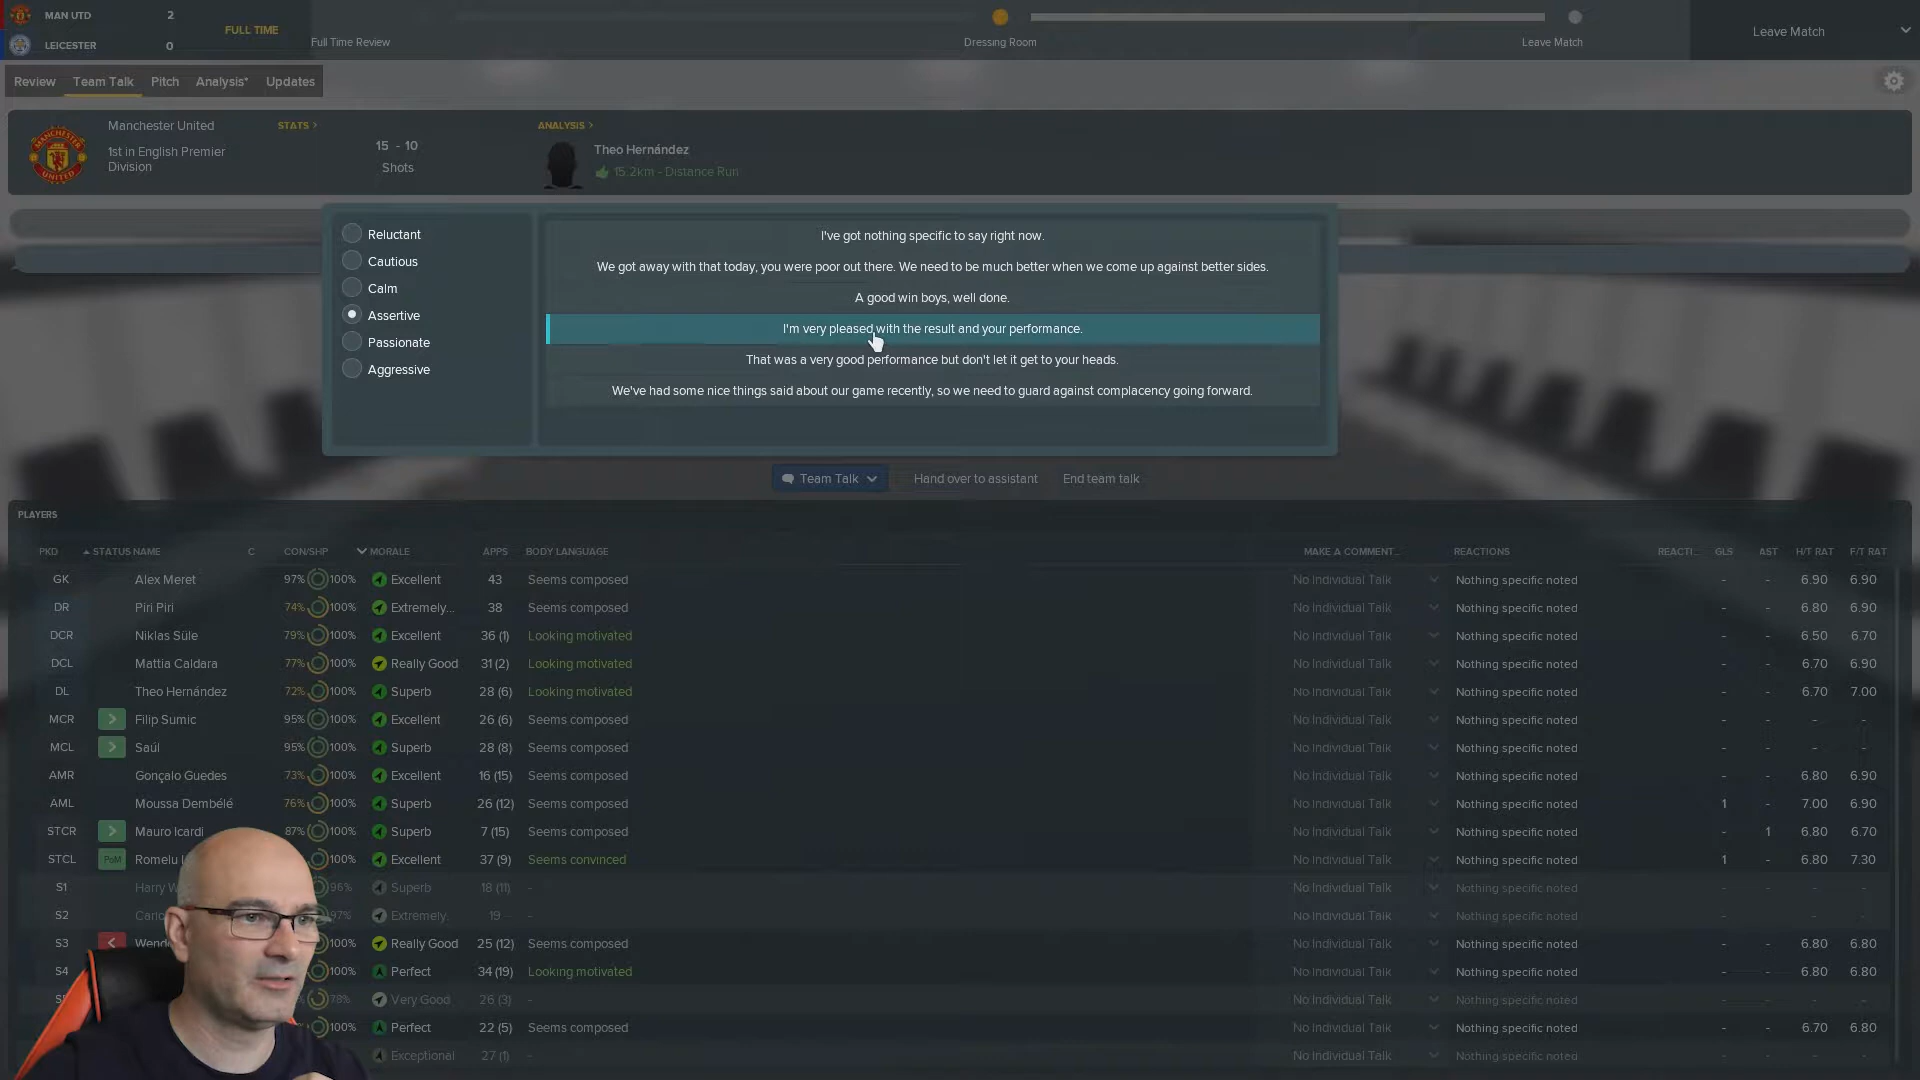 MAN UTD 2
LEICESTER 0
FULL TIME
Full Time Review
Dressing Room
Leave Match
Leave Match
Review Team Talk Pitch Analysis* Updates
Manchester United
1st in English Premier
Division
STATS >
15 - 10
Shots
ANALYSIS >
Theo Hernández
15.2km - Distance Run
Reluctant
Cautious
Calm
Assertive
Passionate
Aggressive
I've got nothing specific to say right now.
We got away with that today, you were poor out there. We need to be much better when we come up against better sides.
A good win boys, well done.
I'm very pleased with the result and your performance.
That was a very good performance but don't let it get to your heads.
We've had some nice things said about our game recently, so we need to guard against complacency going forward.
Team Talk Hand over to assistant End team talk
PLAYERS
PKD STATUS NAME C CON/SHP MORALE APPS BODY LANGUAGE MAKE A COMMENT... REACTIONS REACTI... GLS AST H/T RAT F/T RAT
GK Alex Meret 97% 100% Excellent 43 Seems composed No Individual Talk Nothing specific noted - - 6.90 6.90
DR Piri Piri 74% 100% Extremely... 38 Seems composed No Individual Talk Nothing specific noted - - 6.80 6.90
DCR Niklas Süle 79% 100% Excellent 36 (1) Looking motivated No Individual Talk Nothing specific noted - - 6.50 6.70
DCL Mattia Caldara 77% 100% Really Good 31 (2) Looking motivated No Individual Talk Nothing specific noted - - 6.70 6.90
DL Theo Hernández 72% 100% Superb 28 (6) Looking motivated No Individual Talk Nothing specific noted - - 6.70 7.00
MCR Filip Sumic 95% 100% Excellent 26 (6) Seems composed No Individual Talk Nothing specific noted - - - -
MCL Saúl 95% 100% Superb 28 (8) Seems composed No Individual Talk Nothing specific noted - - - -
AMR Gonçalo Guedes 73% 100% Excellent 16 (15) Seems composed No Individual Talk Nothing specific noted - - 6.80 6.90
AML Moussa Dembélé 76% 100% Superb 26 (12) Seems composed No Individual Talk Nothing specific noted 1 - 7.00 6.90
STCR Mauro Icardi 87% 100% Superb 7 (15) Seems composed No Individual Talk Nothing specific noted - 1 6.80 6.70
STCL PoM Romelu 100% Excellent 37 (9) Seems convinced No Individual Talk Nothing specific noted 1 - 6.80 7.30
S1 Harry W 96% Superb 18 (11) - No Individual Talk Nothing specific noted - - - -
S2 97% Extremely. 19 - No Individual Talk Nothing specific noted - - - -
S3 Wend 100% Really Good 25 (12) Seems composed No Individual Talk Nothing specific noted - - 6.80 6.80
S4 100% Perfect 34 (19) Looking motivated No Individual Talk Nothing specific noted - - 6.80 6.80
78% Very Good 26 (3) - No Individual Talk Nothing specific noted - - - -
100% Perfect 22 (5) Seems composed No Individual Talk Nothing specific noted - - 6.70 6.80
Exceptional 27 (1) - No Individual Talk Nothing specific noted - - - -